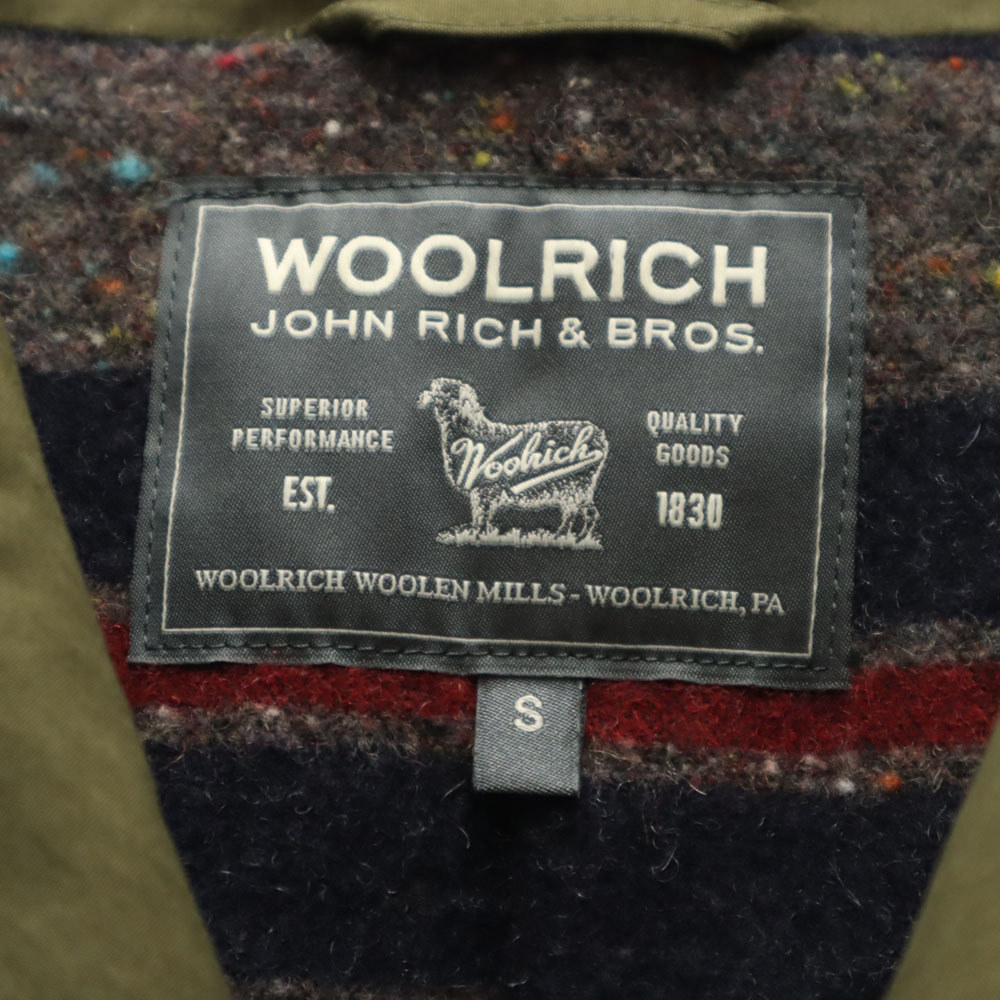 WOOLRICH
JOHN RICH & BROS.
SUPERIOR
PERFORMANCE
EST.
Woolrich
QUALITY
GOODS
1830
WOOLRICH WOOLEN MILLS - WOOLRICH, PA
S